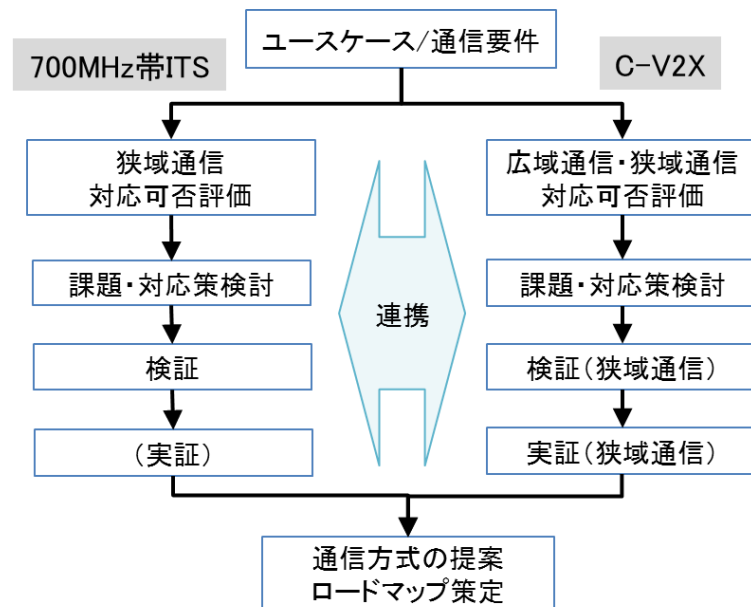 ユースケース/通信要件
700MHz帯ITS
C-V2X
狭域通信
対応可否評価
広域通信・狭域通信
対応可否評価
課題・対応策検討
課題・対応策検討
連携
検証
検証(狭域通信)
(実証)
実証(狭域通信)
通信方式の提案
ロードマップ策定